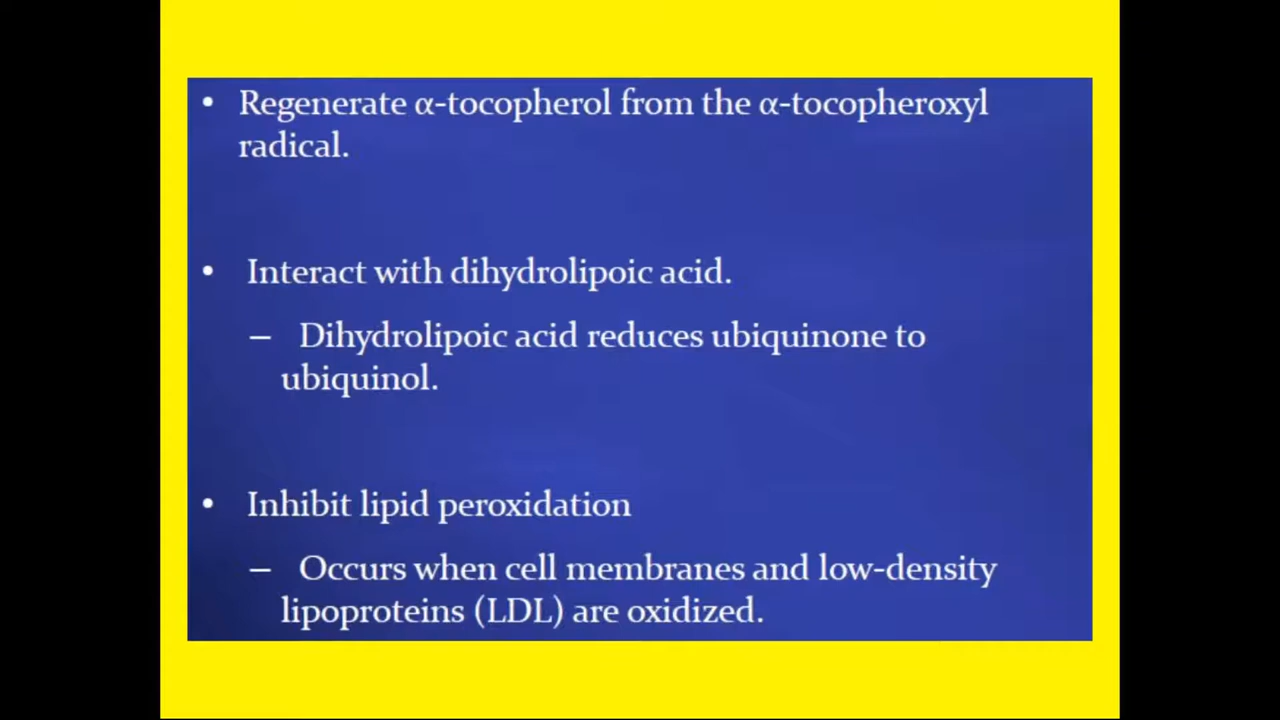 • Regenerate α-tocopherol from the α-tocopheroxyl
radical.
• Interact with dihydrolipoic acid.
– Dihydrolipoic acid reduces ubiquinone to
ubiquinol.
• Inhibit lipid peroxidation
– Occurs when cell membranes and low-density
lipoproteins (LDL) are oxidized.